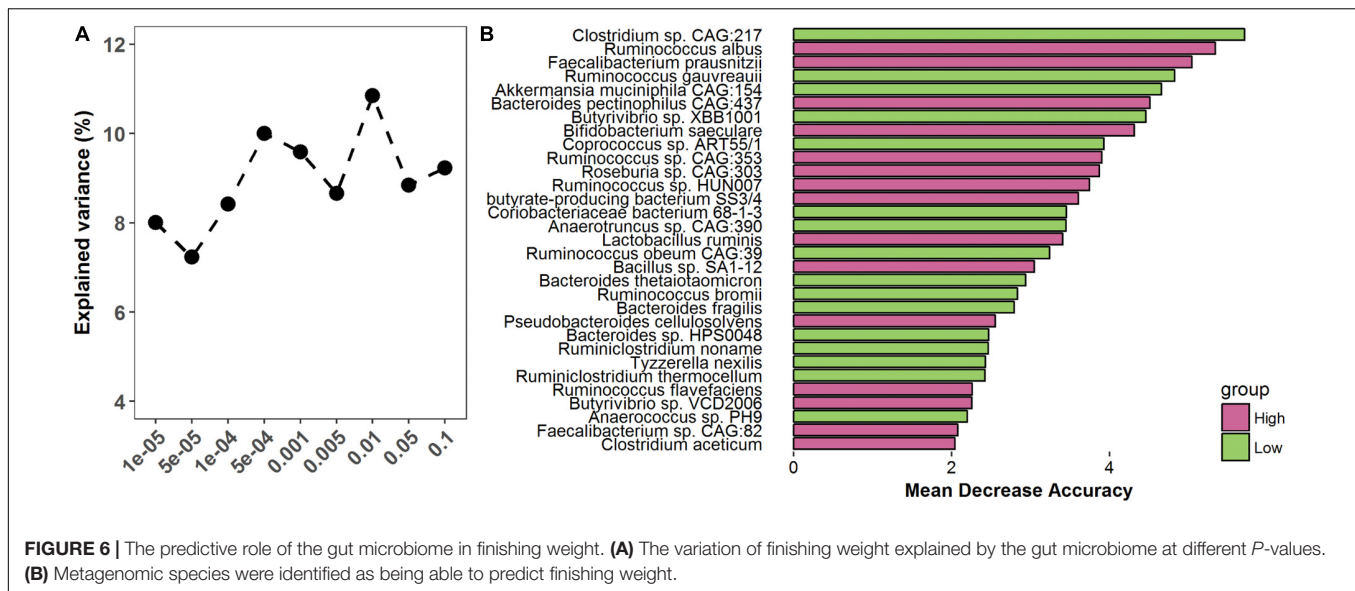 A
Explained variance (%)
12
10
8
6
4
1e-05
5e-05
1e-04
5e-04
0.001
0.005
0.01
0.05
0.1
B
Clostridium sp. CAG:217
Ruminococcus albus
Faecalibacterium prausnitzii
Ruminococcus gauvreauii
Akkermansia muciniphila CAG:154
Bacteroides pectinophilus CAG:437
Butyrivibrio sp. XBB1001
Bifidobacterium saeculare
Coprococcus sp. ART55/1
Ruminococcus sp. CAG:353
Roseburia sp. CAG:303
Ruminococcus sp. HUN007
butyrate-producing bacterium SS3/4
Coriobacteriaceae bacterium 68-1-3
Anaerotruncus sp. CAG:390
Lactobacillus ruminis
Ruminococcus obeum CAG:39
Bacillus sp. SA1-12
Bacteroides thetaiotaomicron
Ruminococcus bromii
Bacteroides fragilis
Pseudobacteroides cellulosolvens
Bacteroides sp. HPS0048
Ruminiclostridium noname
Tyzzerella nexilis
Ruminiclostridium thermocellum
Ruminococcus flavefaciens
Butyrivibrio sp. VCD2006
Anaerococcus sp. PH9
Faecalibacterium sp. CAG:82
Clostridium aceticum
0 2 4
Mean Decrease Accuracy
group
High
Low
FIGURE 6 | The predictive role of the gut microbiome in finishing weight. (A) The variation of finishing weight explained by the gut microbiome at different P-values.
(B) Metagenomic species were identified as being able to predict finishing weight.